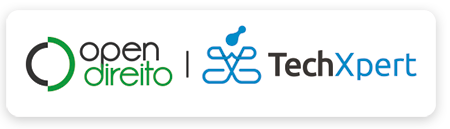 open
direito
| TechXpert